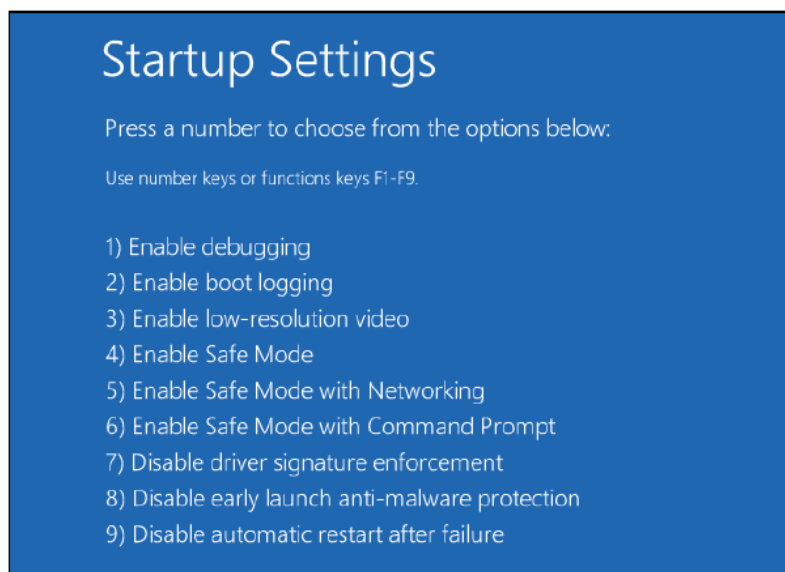 Startup Settings
Press a number to choose from the options below:
Use number keys or functions keys F1-F9.
1) Enable debugging
2) Enable boot logging
3) Enable low-resolution video
4) Enable Safe Mode
5) Enable Safe Mode with Networking
6) Enable Safe Mode with Command Prompt
7) Disable driver signature enforcement
8) Disable early launch anti-malware protection
9) Disable automatic restart after failure